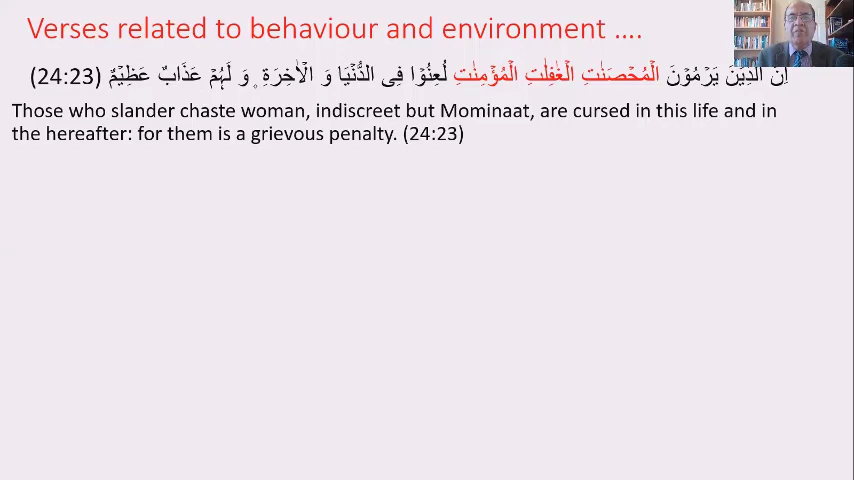 Verses related to behaviour and environment ....
اِنَّ الَّذِیْنَ یَرْمُوْنَ الْمُحْصَنٰتِ الْغٰفِلٰتِ الْمُؤْمِنٰتِ لُعِنُوْا فِی الدُّنْیَا وَ الْاٰخِرَةِ ۪ وَ لَهُمْ عَذَابٌ عَظِیْمٌ (24:23)
Those who slander chaste woman, indiscreet but Mominaat, are cursed in this life and in
the hereafter: for them is a grievous penalty. (24:23)